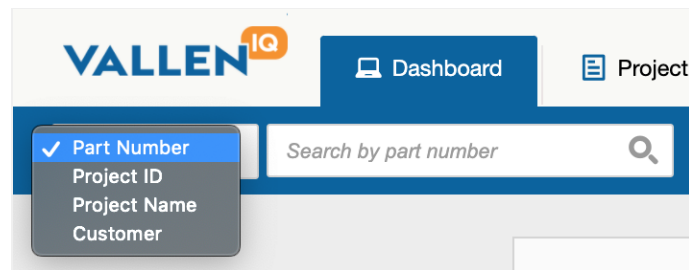 VALLEN IQ
Dashboard
Project
Part Number
Search by part number
Project ID
Project Name
Customer